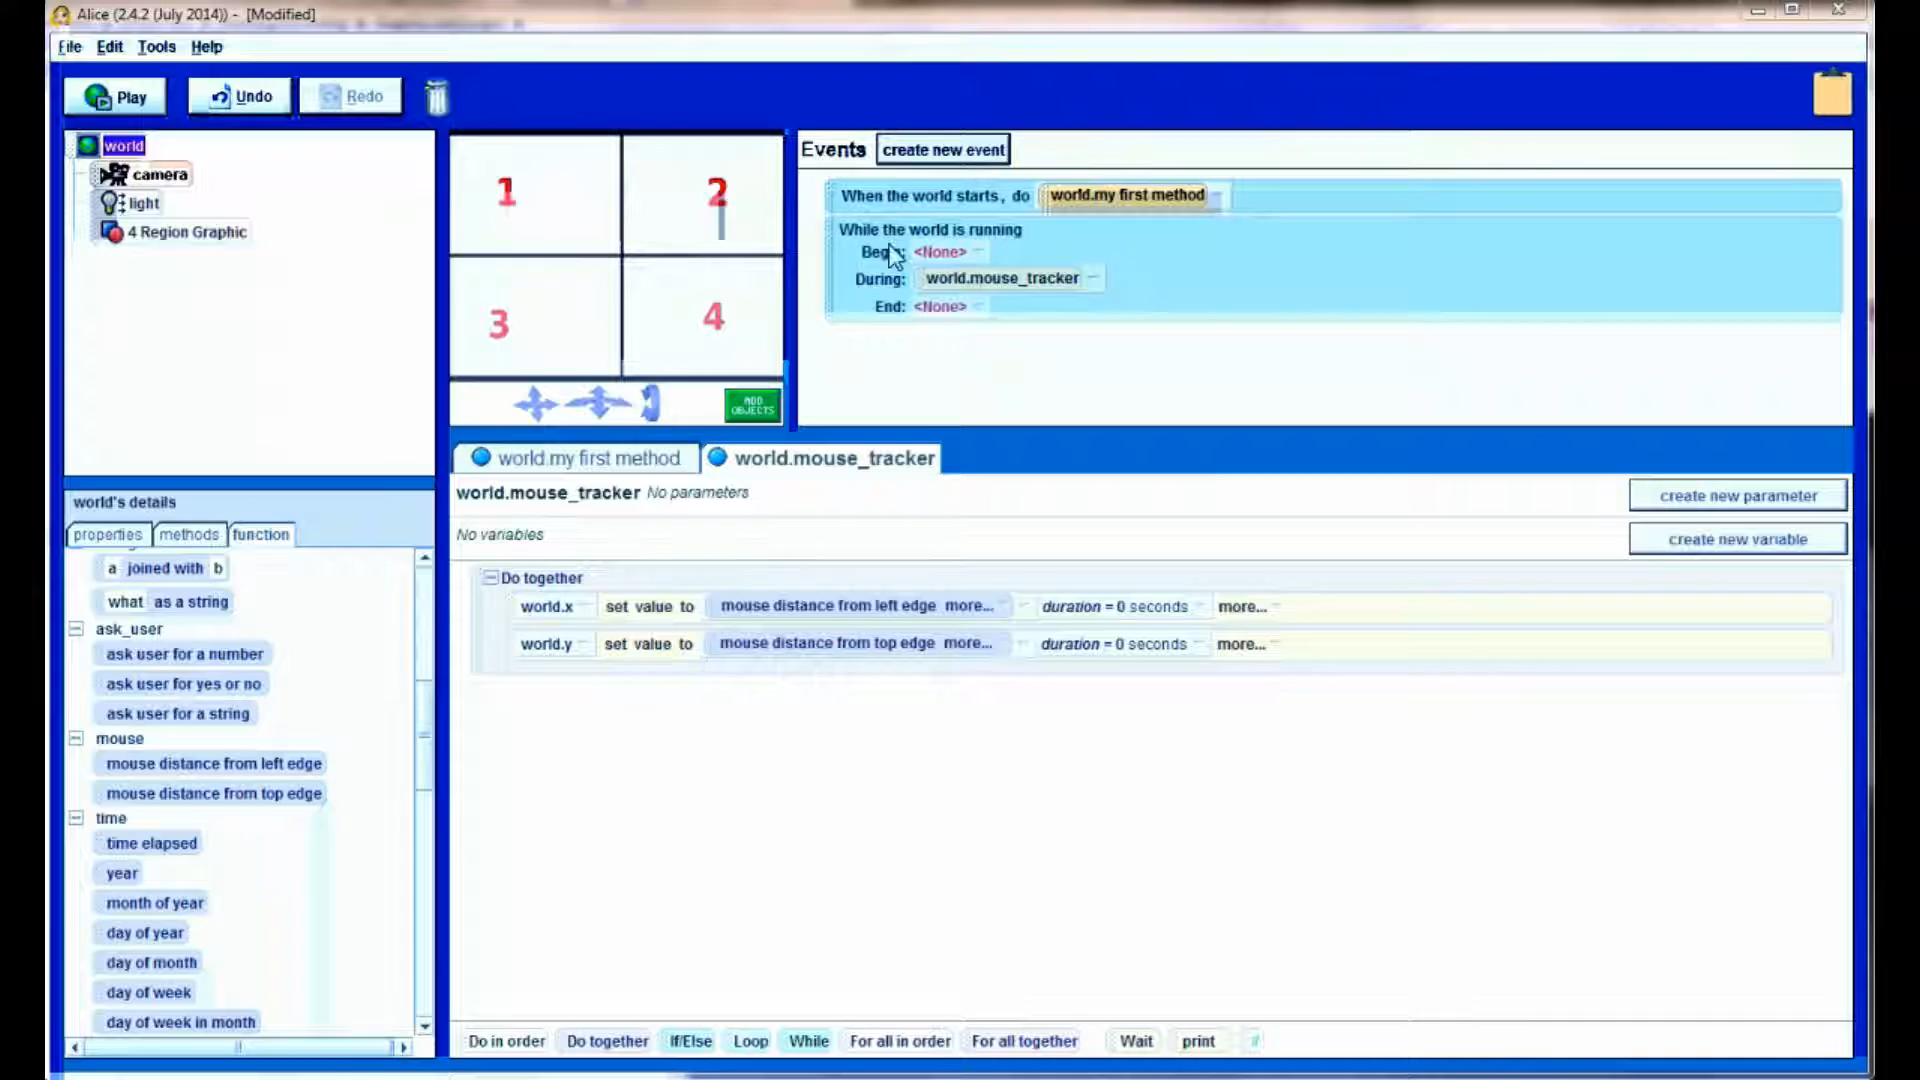 Alice (2.4.2 (July 2014)) - [Modified]
File Edit Tools Help
Play Undo Redo
world
camera
light
4 Region Graphic
1 2
3 4
ADD OBJECTS
Events create new event
When the world starts, do world.my first method
While the world is running
Begin: <None>
During: world.mouse_tracker
End: <None>
world.my first method world.mouse_tracker
world.mouse_tracker No parameters
create new parameter
No variables
create new variable
Do together
world.x set value to mouse distance from left edge more... duration = 0 seconds more...
world.y set value to mouse distance from top edge more... duration = 0 seconds more...
world's details
properties methods function
a joined with b
what as a string
ask_user
ask user for a number
ask user for yes or no
ask user for a string
mouse
mouse distance from left edge
mouse distance from top edge
time
time elapsed
year
month of year
day of year
day of month
day of week
day of week in month
Do in order Do together If/Else Loop While For all in order For all together Wait print //